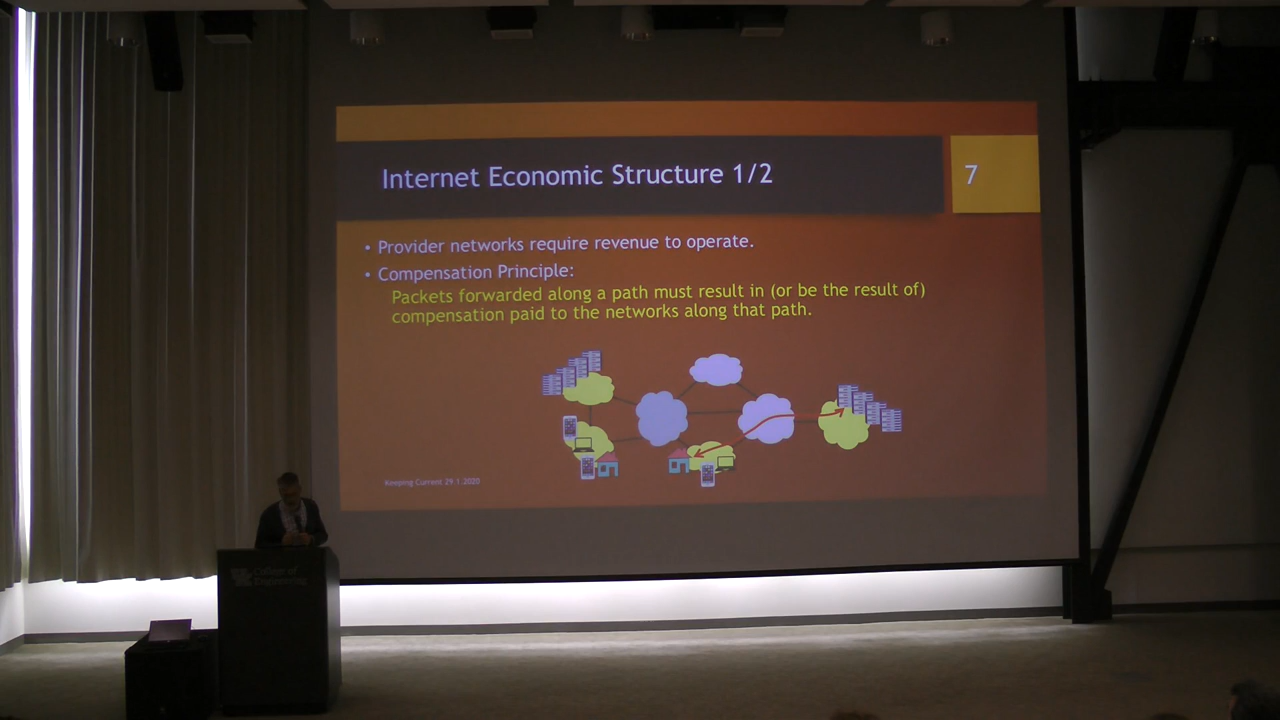 Internet Economic Structure 1/2
7
• Provider networks require revenue to operate.
• Compensation Principle:
Packets forwarded along a path must result in (or be the result of)
compensation paid to the networks along that path.
Keeping Current 29.1.2020
College of
Engineering